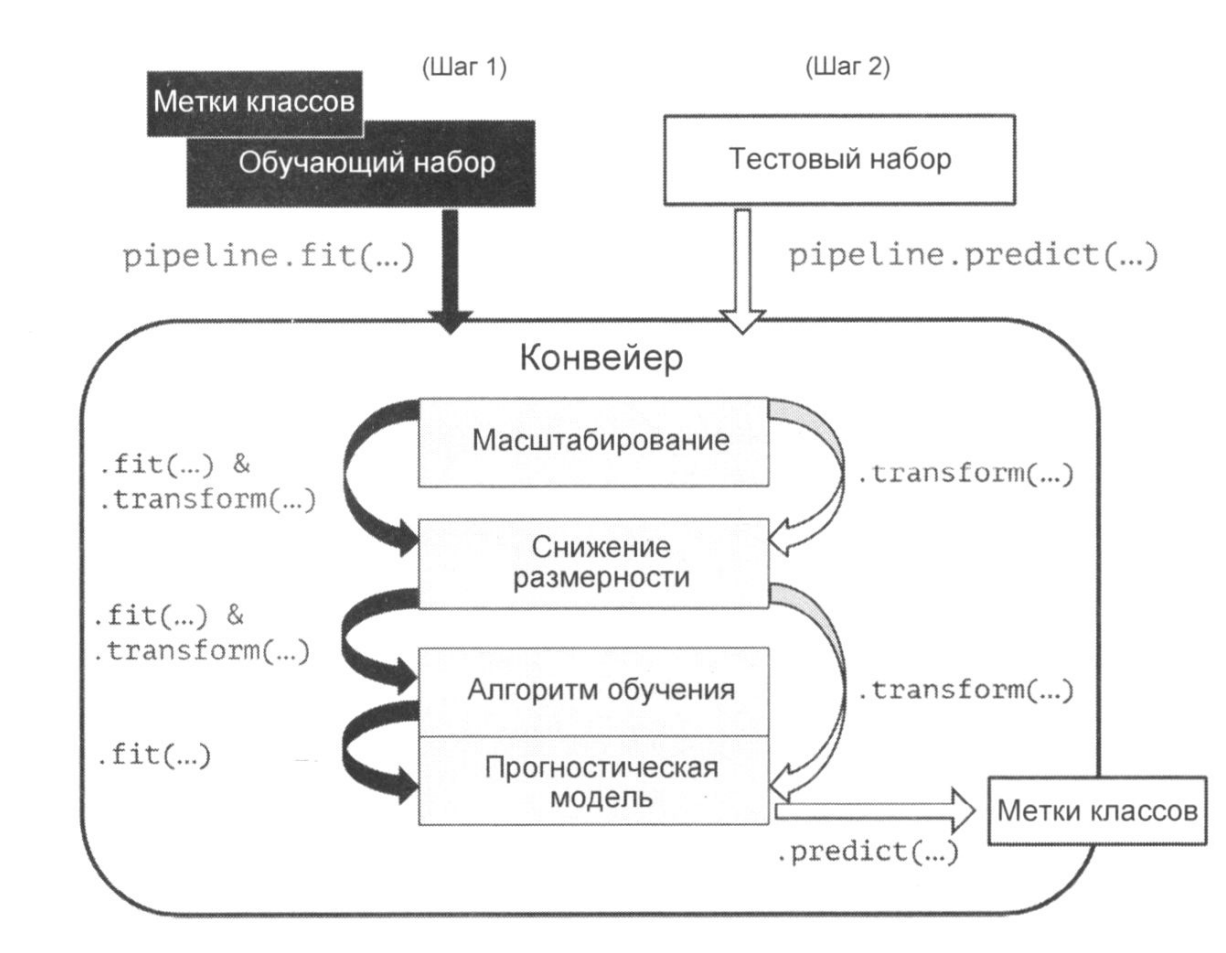 (Шаг 1)
(Шаг 2)
Метки классов
Обучающий набор
Тестовый набор
pipeline.fit(…)
pipeline.predict(…)
Конвейер
Масштабирование
.fit(…) &
.transform(…)
.transform(…)
Снижение
размерности
.fit(…) &
.transform(…)
Алгоритм обучения
.transform(…)
.fit(…)
Прогностическая
модель
Метки классов
.predict(…)